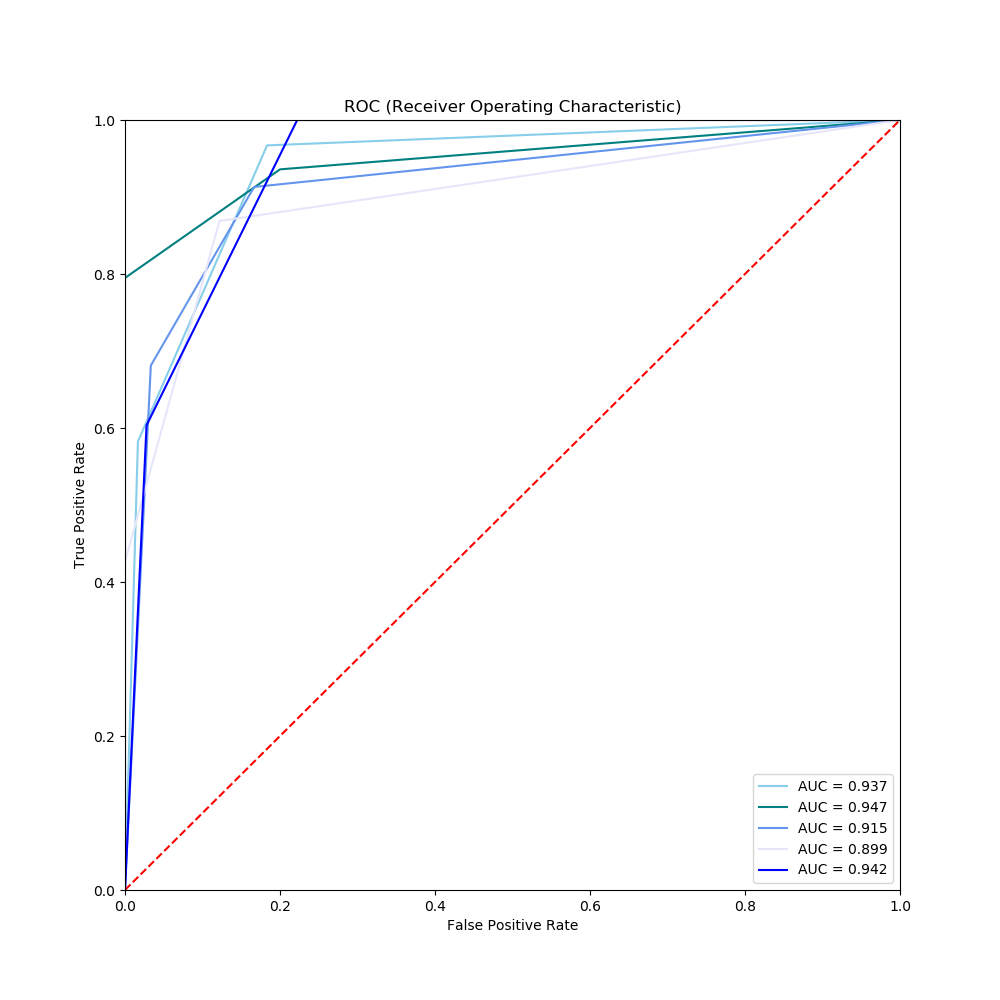 ROC (Receiver Operating Characteristic)
1.0
0.8
0.6
0.4
0.2
0.0
True Positive Rate
0.0 0.2 0.4 0.6 0.8 1.0
False Positive Rate
AUC = 0.937
AUC = 0.947
AUC = 0.915
AUC = 0.899
AUC = 0.942